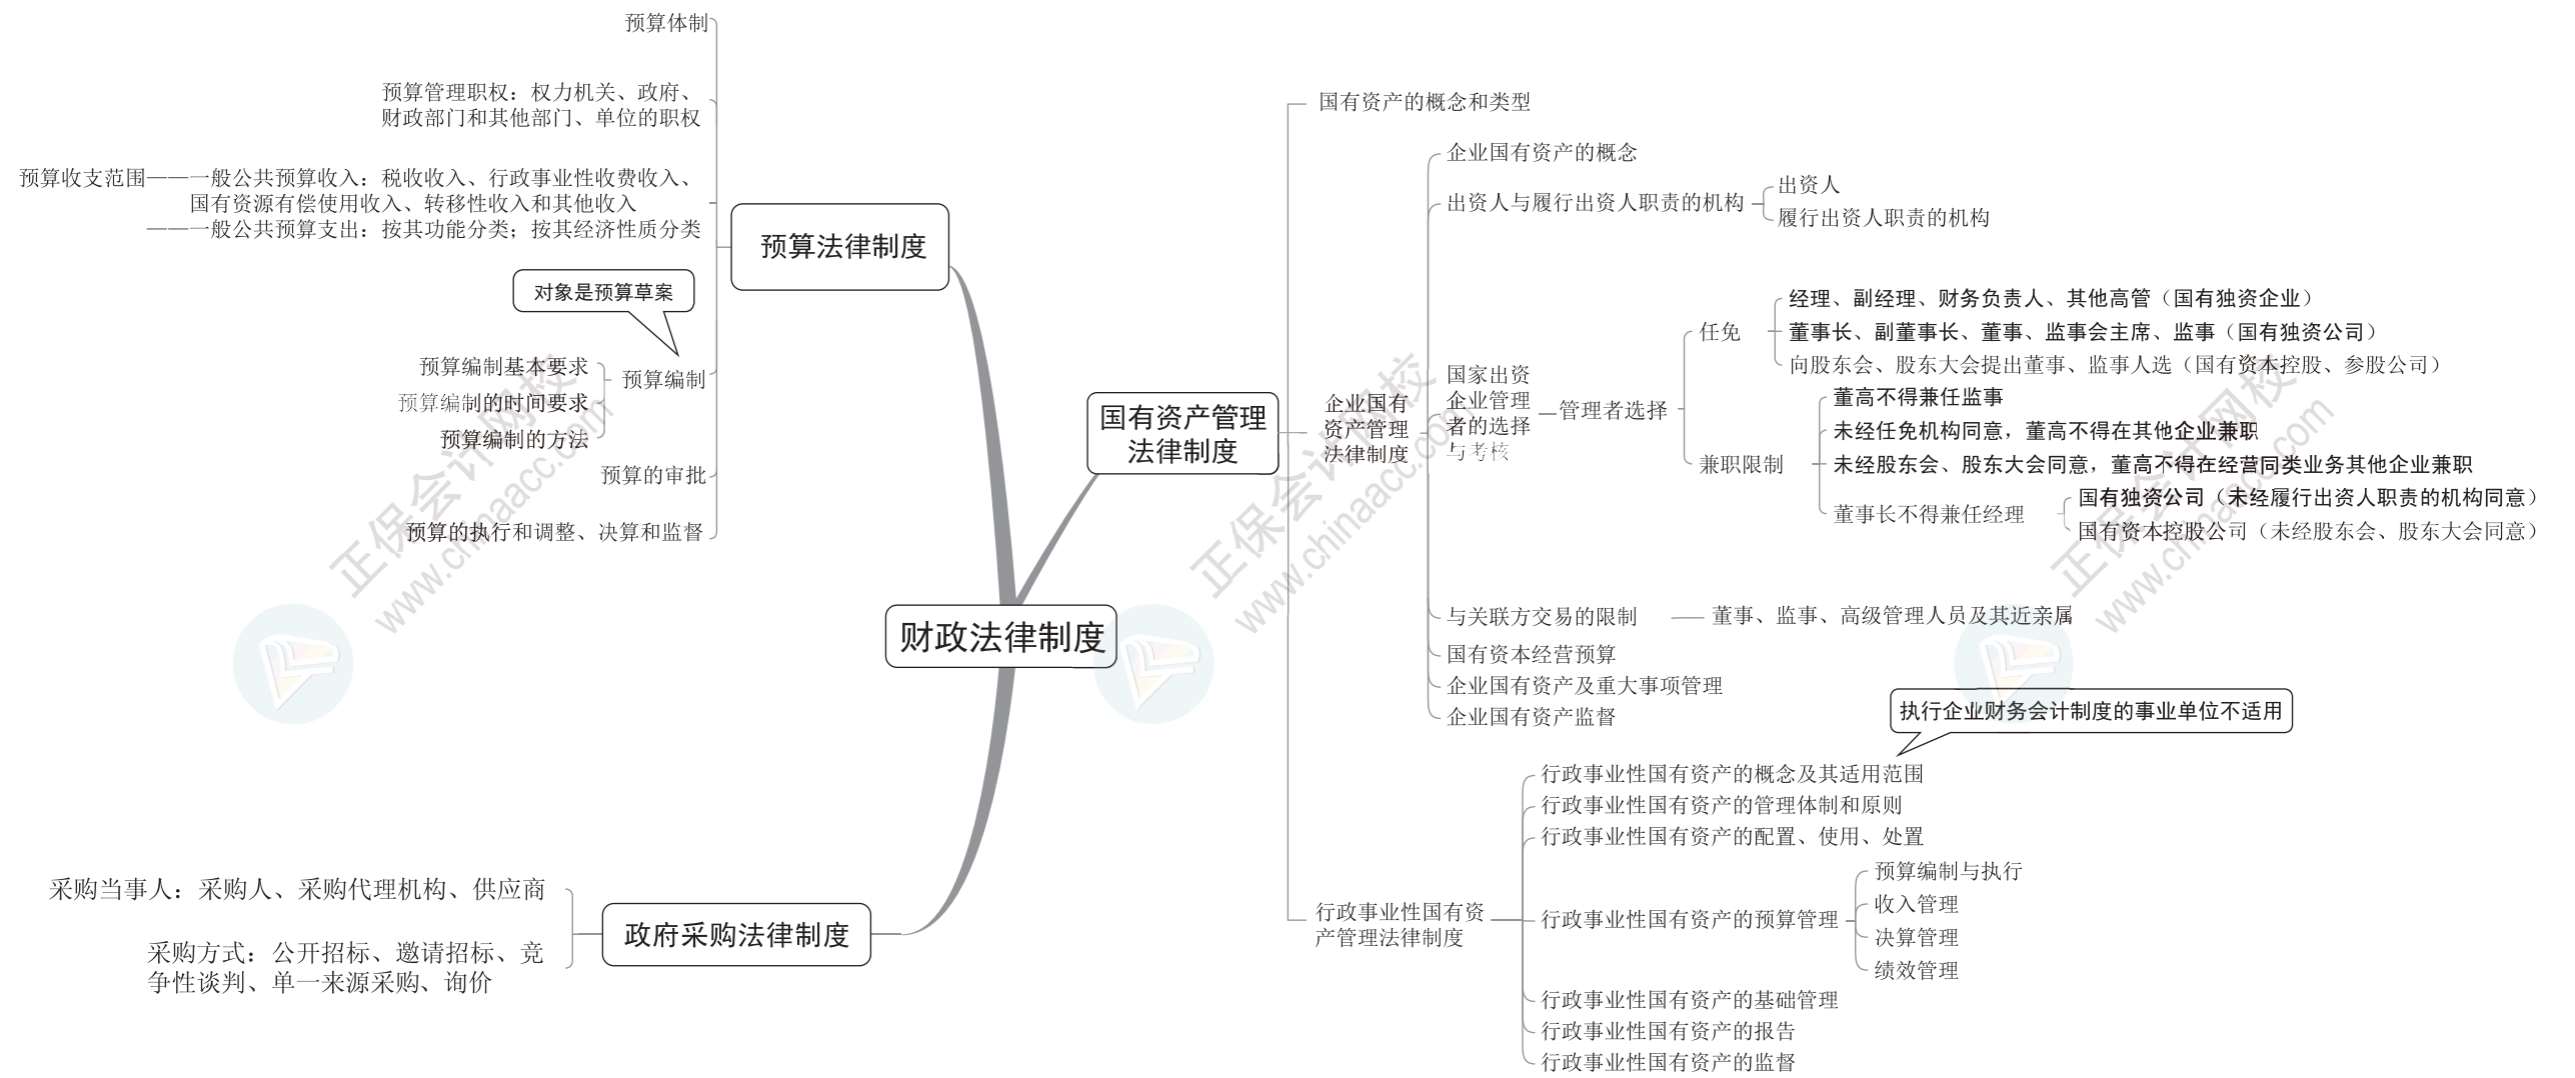 预算体制
预算管理职权：权力机关、政府、
财政部门和其他部门、单位的职权
预算收支范围——一般公共预算收入：税收收入、行政事业性收费收入、
国有资源有偿使用收入、转移性收入和其他收入
——一般公共预算支出：按其功能分类；按其经济性质分类
预算法律制度
对象是预算草案
预算编制基本要求
预算编制
预算编制的时间要求
预算编制的方法
预算的审批
预算的执行和调整、决算和监督
财政法律制度
采购当事人：采购人、采购代理机构、供应商
政府采购法律制度
采购方式：公开招标、邀请招标、竞
争性谈判、单一来源采购、询价
国有资产管理
法律制度
国有资产的概念和类型
企业国有
资产管理
法律制度
企业国有资产的概念
出资人与履行出资人职责的机构
出资人
履行出资人职责的机构
国家出资
企业管理
者的选择
与考核
管理者选择
任免
经理、副经理、财务负责人、其他高管（国有独资企业）
董事长、副董事长、董事、监事会主席、监事（国有独资公司）
向股东会、股东大会提出董事、监事人选（国有资本控股、参股公司）
兼职限制
董高不得兼任监事
未经任免机构同意，董高不得在其他企业兼职
未经股东会、股东大会同意，董高不得在经营同类业务其他企业兼职
董事长不得兼任经理
国有独资公司（未经履行出资人职责的机构同意）
国有资本控股公司（未经股东会、股东大会同意）
与关联方交易的限制
董事、监事、高级管理人员及其近亲属
国有资本经营预算
企业国有资产及重大事项管理
企业国有资产监督
执行企业财务会计制度的事业单位不适用
行政事业性国有资
产管理法律制度
行政事业性国有资产的概念及其适用范围
行政事业性国有资产的管理体制和原则
行政事业性国有资产的配置、使用、处置
行政事业性国有资产的预算管理
预算编制与执行
收入管理
决算管理
绩效管理
行政事业性国有资产的基础管理
行政事业性国有资产的报告
行政事业性国有资产的监督
正保会计网校
www.chinaacc.com
正保会计网校
www.chinaacc.com
正保会计网校
www.chinaacc.com